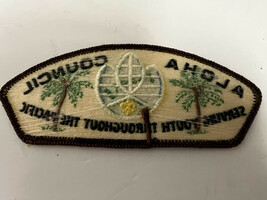 ALOHA COUNCIL
SERVING YOUTH THROUGHOUT THE PACIFIC